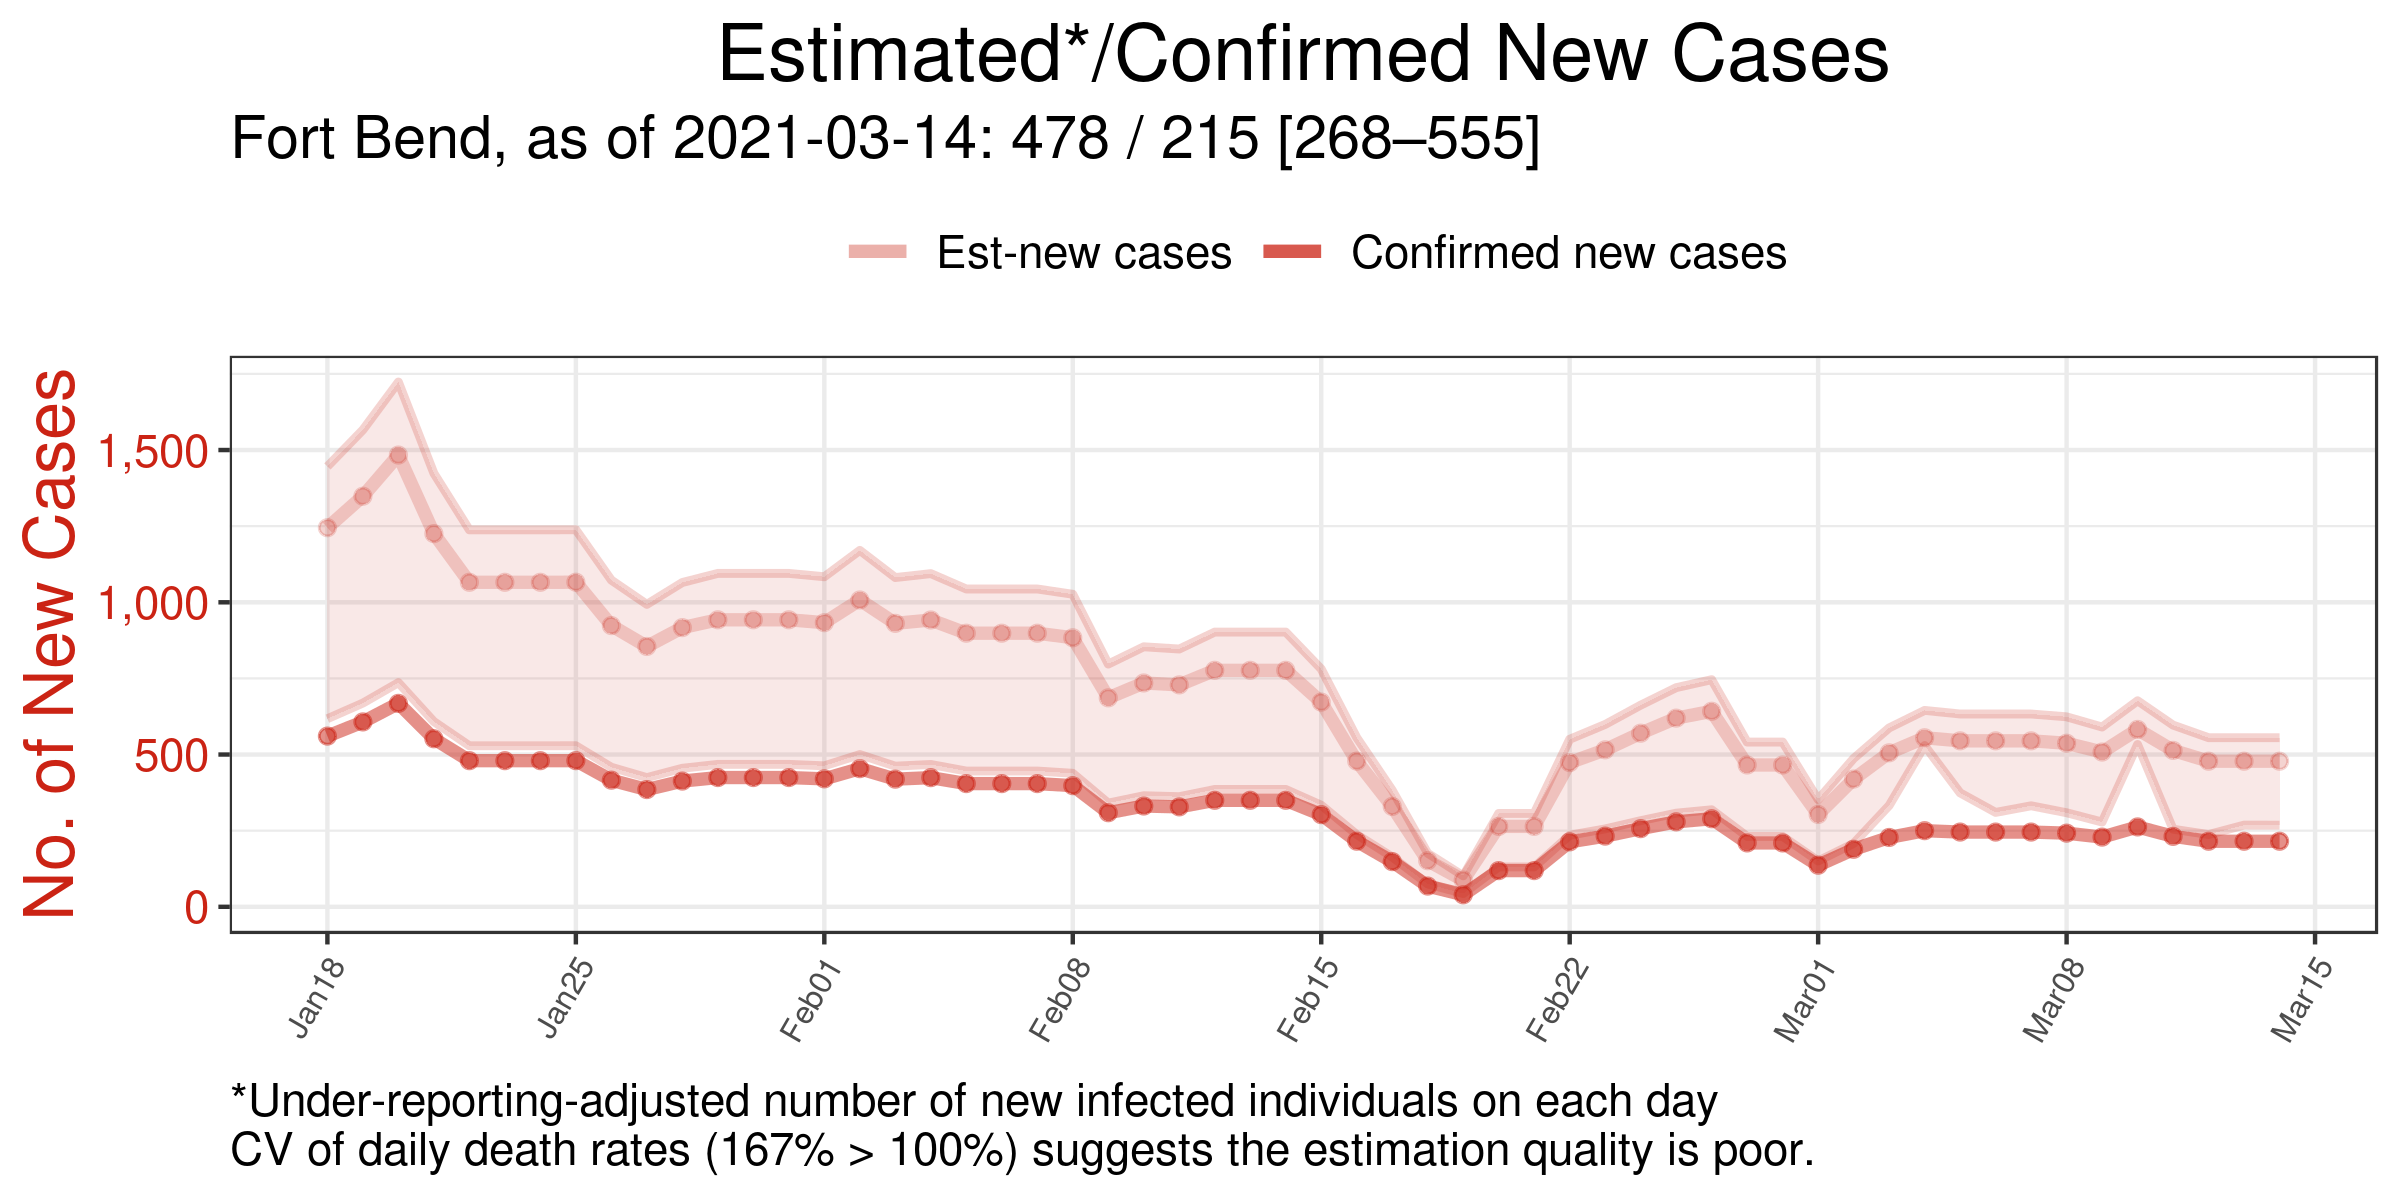 Estimated*/Confirmed New Cases
Fort Bend, as of 2021-03-14: 478 / 215 [268–555]
Est-new cases
Confirmed new cases
No. of New Cases
1,500
1,000
500
0
Jan18
Jan25
Feb01
Feb08
Feb15
Feb22
Mar01
Mar08
Mar15
*Under-reporting-adjusted number of new infected individuals on each day
CV of daily death rates (167% > 100%) suggests the estimation quality is poor.